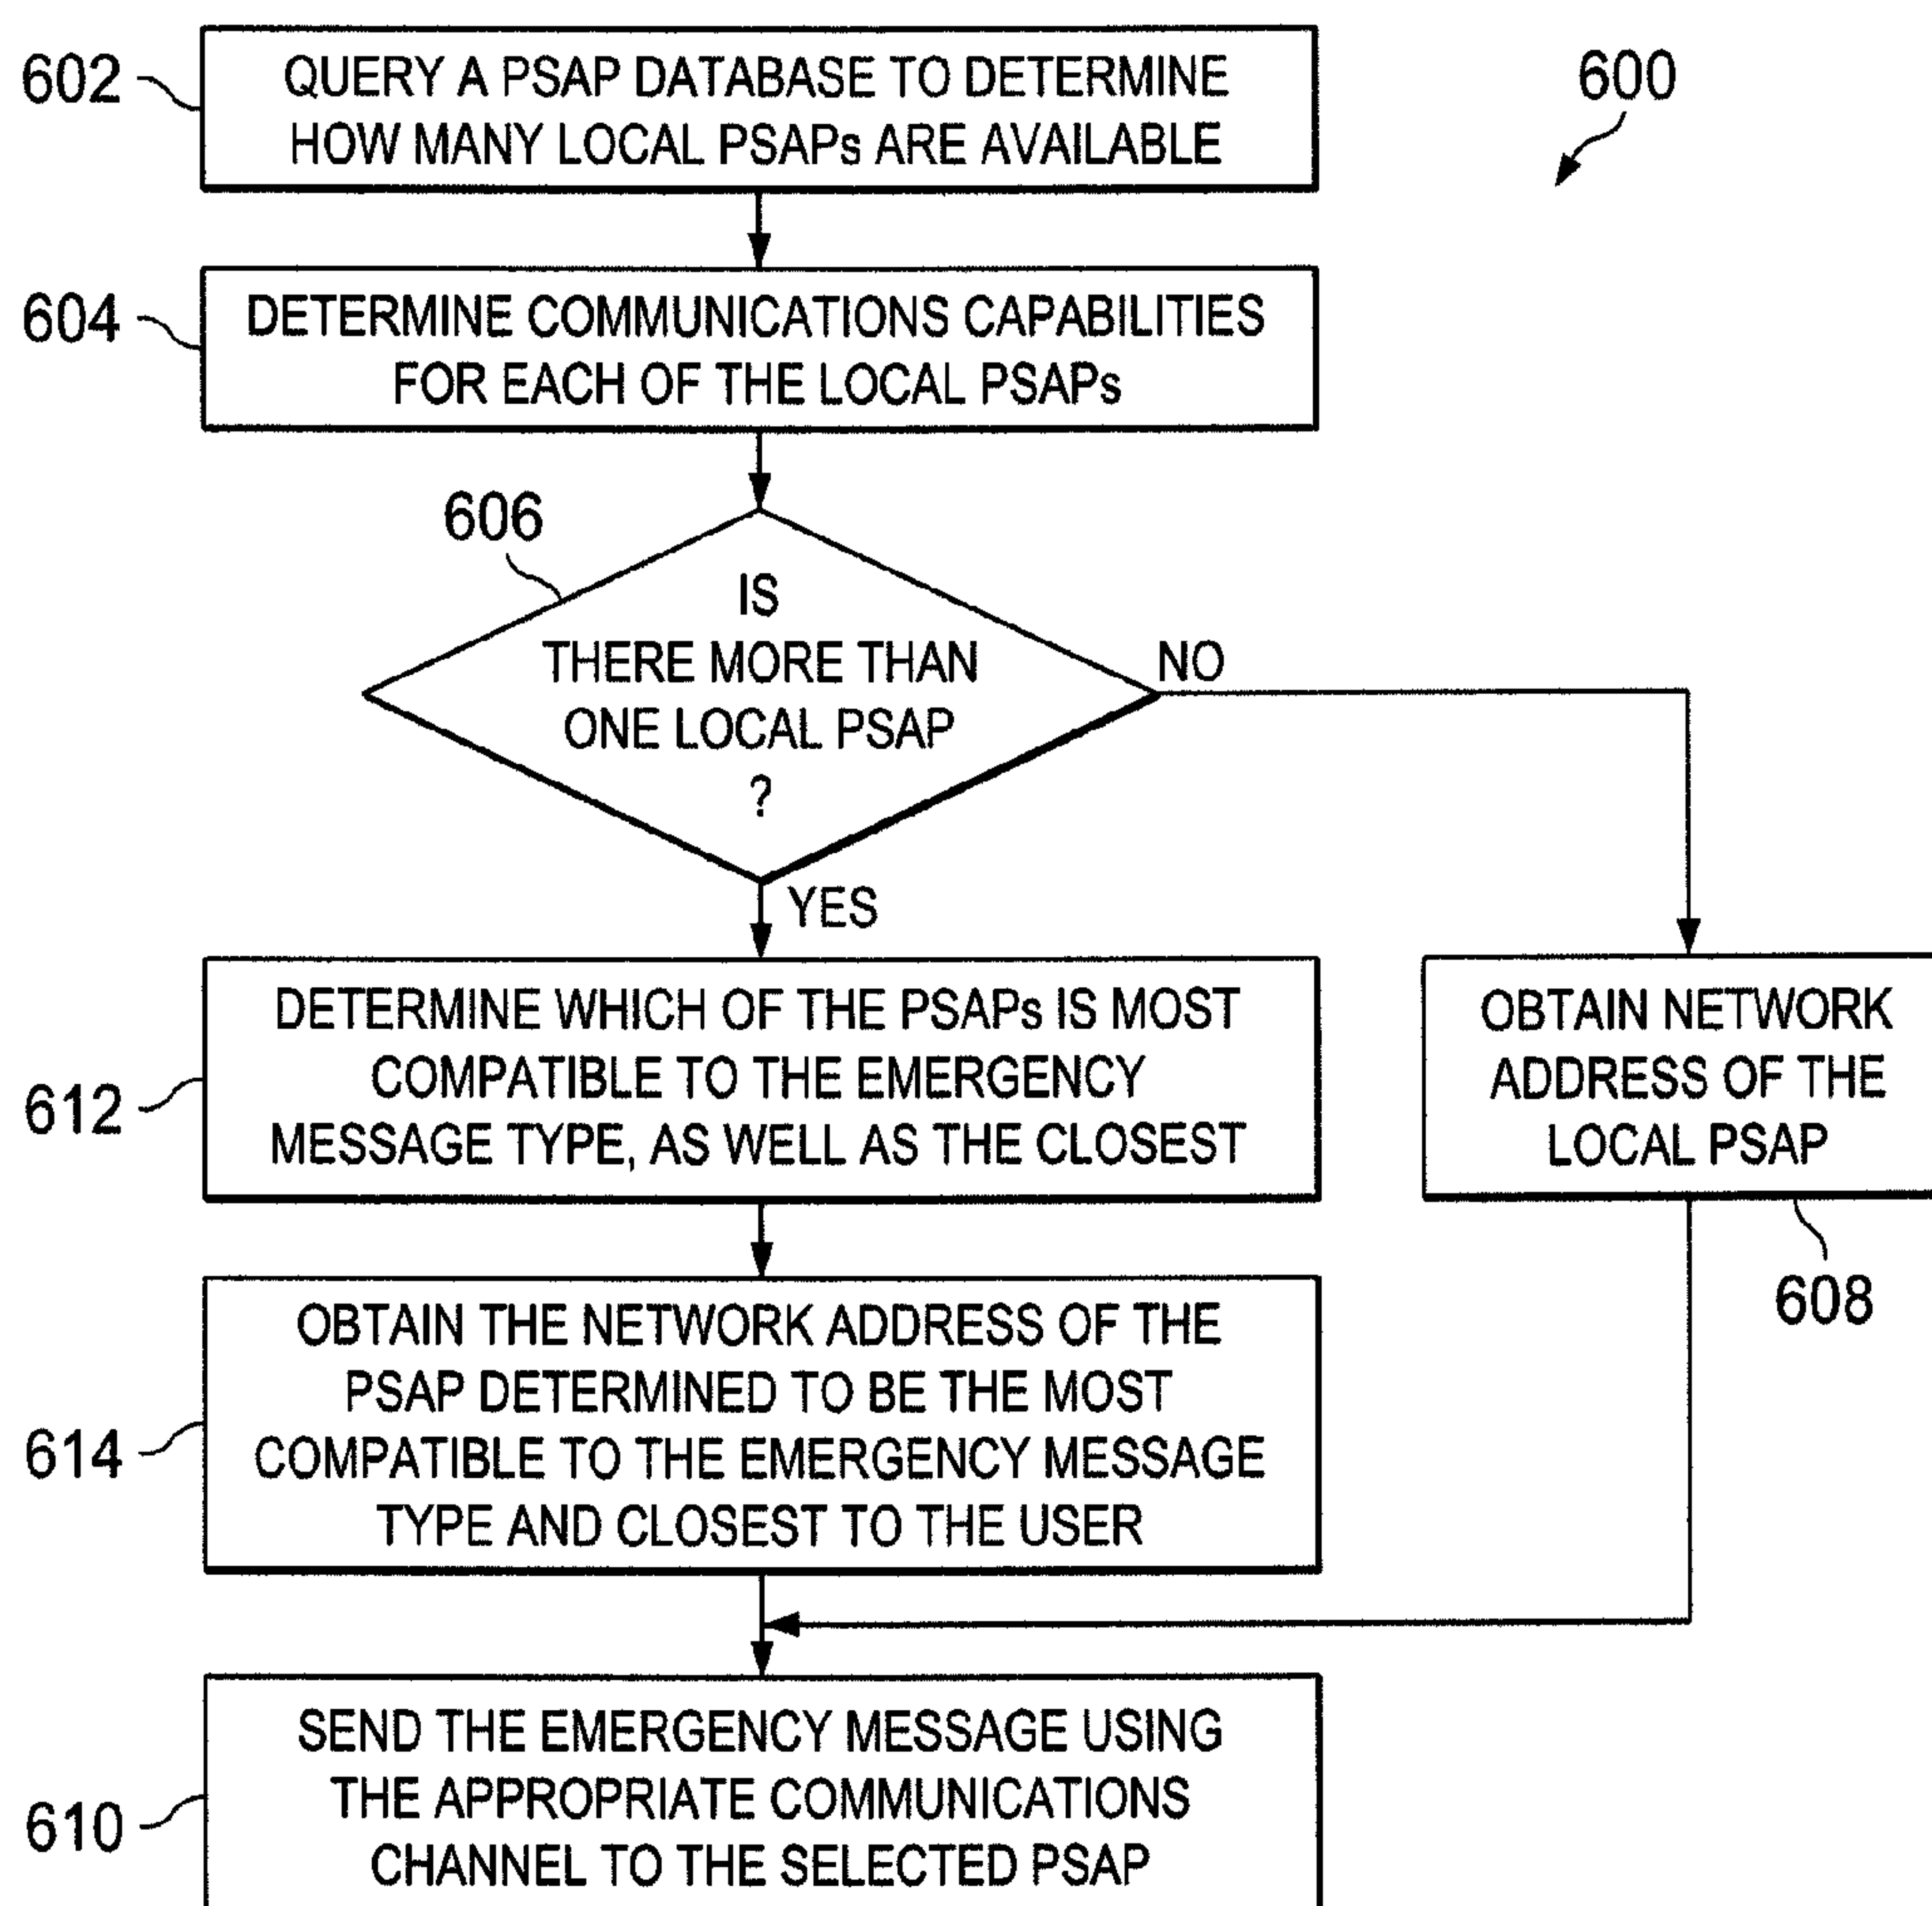 602
QUERY A PSAP DATABASE TO DETERMINE
HOW MANY LOCAL PSAPs ARE AVAILABLE
600
604
DETERMINE COMMUNICATIONS CAPABILITIES
FOR EACH OF THE LOCAL PSAPs
606
IS
THERE MORE THAN
ONE LOCAL PSAP
?
NO
YES
612
DETERMINE WHICH OF THE PSAPs IS MOST
COMPATIBLE TO THE EMERGENCY
MESSAGE TYPE, AS WELL AS THE CLOSEST
OBTAIN NETWORK
ADDRESS OF THE
LOCAL PSAP
608
614
OBTAIN THE NETWORK ADDRESS OF THE
PSAP DETERMINED TO BE THE MOST
COMPATIBLE TO THE EMERGENCY MESSAGE
TYPE AND CLOSEST TO THE USER
610
SEND THE EMERGENCY MESSAGE USING
THE APPROPRIATE COMMUNICATIONS
CHANNEL TO THE SELECTED PSAP